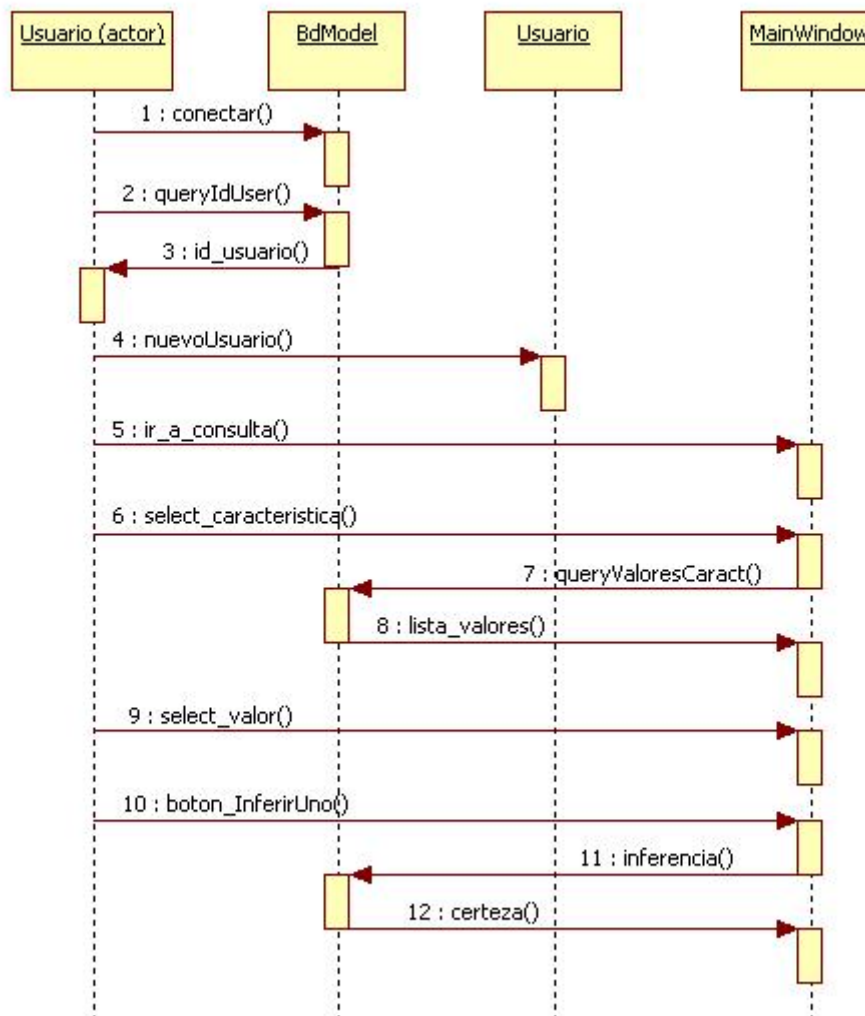 Usuario (actor)
BdModel
Usuario
MainWindow
1 : conectar()
2 : queryIdUser()
3 : id_usuario()
4 : nuevoUsuario()
5 : ir_a_consulta()
6 : select_caracteristica()
7 : queryValoresCaract()
8 : lista_valores()
9 : select_valor()
10 : boton_InferirUno()
11 : inferencia()
12 : certeza()